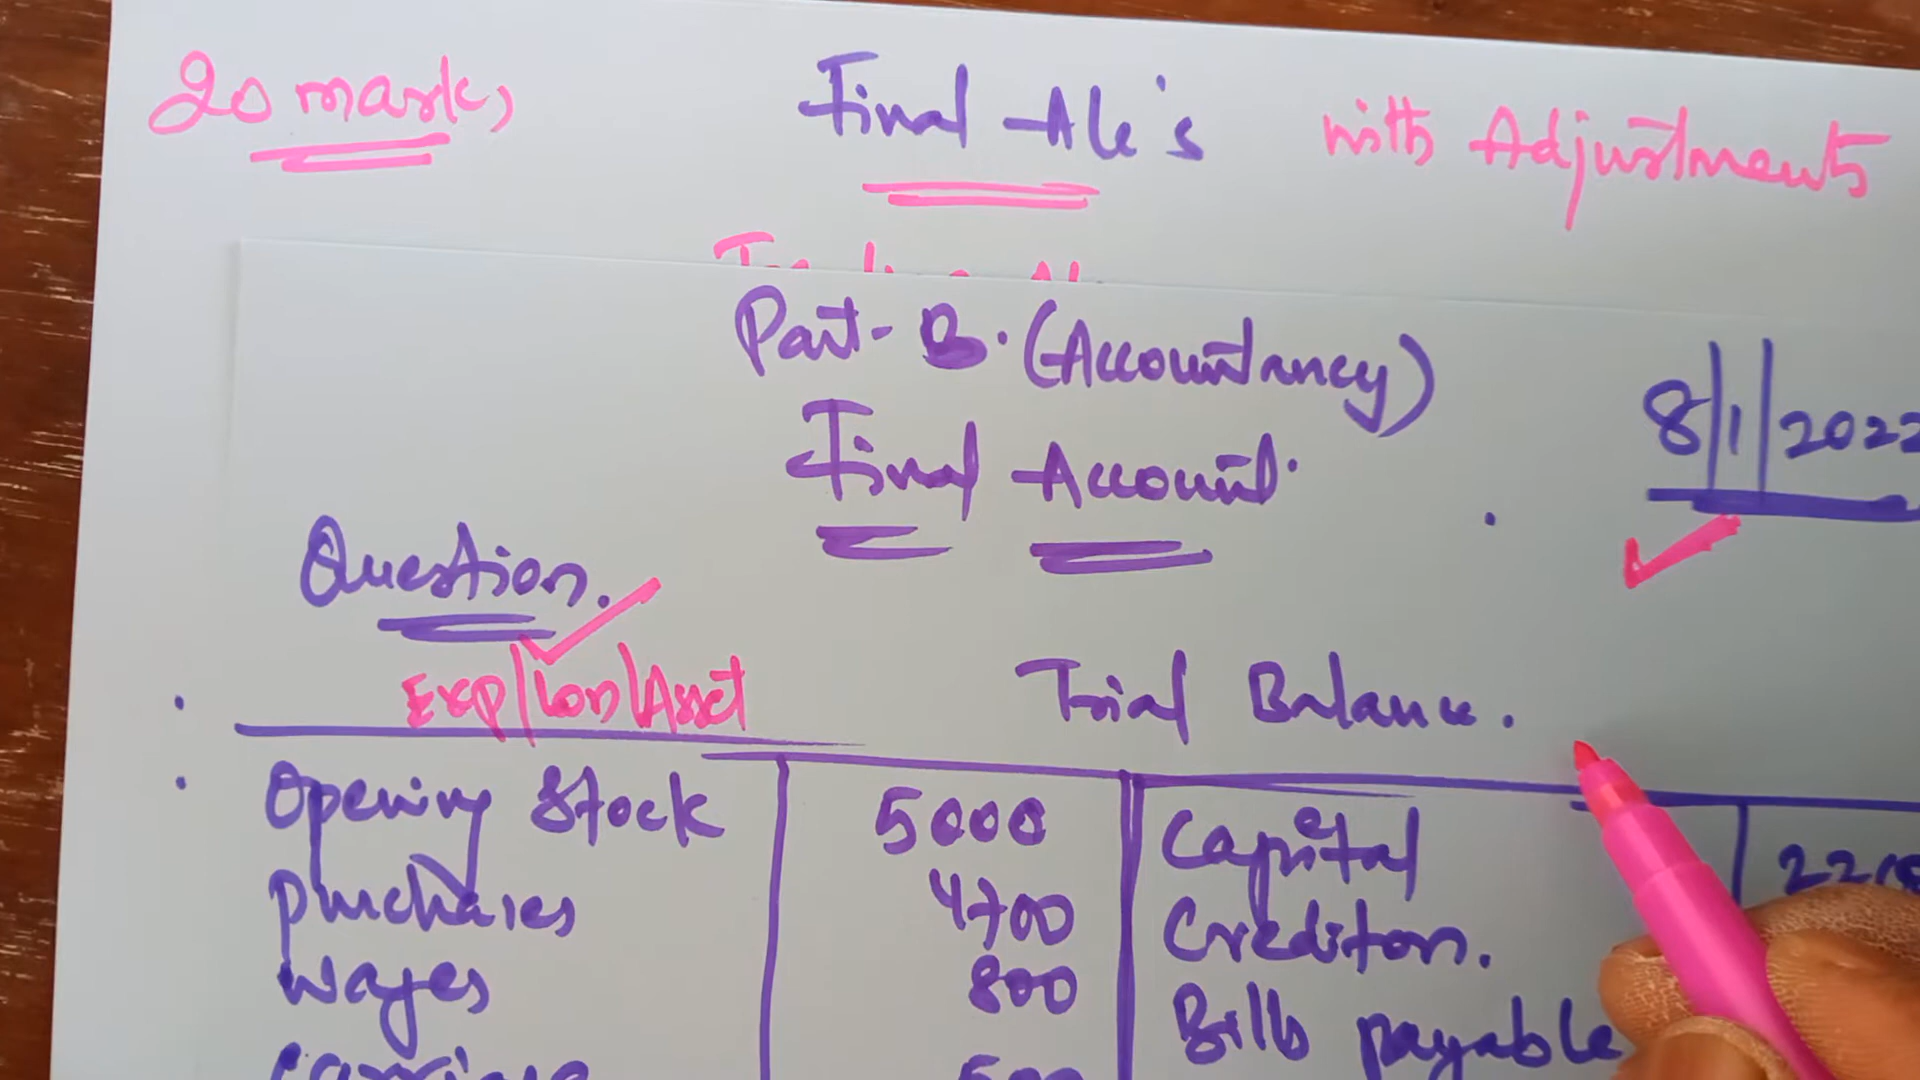 20 marks
Final A/c's with Adjustments
Part-B. (Accountancy)
Final Account.
8/1/2022
Question.
Exp/Loss/Asset
Trial Balance.
Opening Stock 5000 Capital
Purchases 4700 Creditors.
Wages 800 Bills payable
500